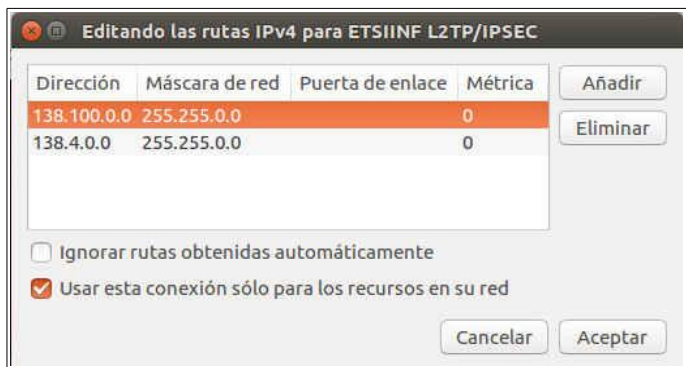 Editando las rutas IPv4 para ETSIINF L2TP/IPSEC
Dirección Máscara de red Puerta de enlace Métrica
138.100.0.0 255.255.0.0 0
138.4.0.0 255.255.0.0 0
Añadir
Eliminar
Ignorar rutas obtenidas automáticamente
Usar esta conexión sólo para los recursos en su red
Cancelar Aceptar